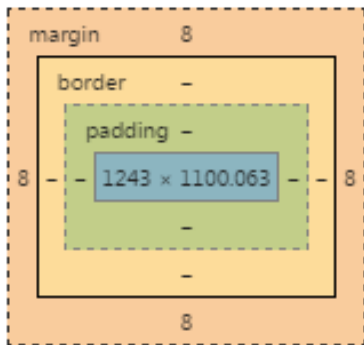 margin 8
border –
padding –
8 – – 1243 × 1100.063 – – 8
–
–
8